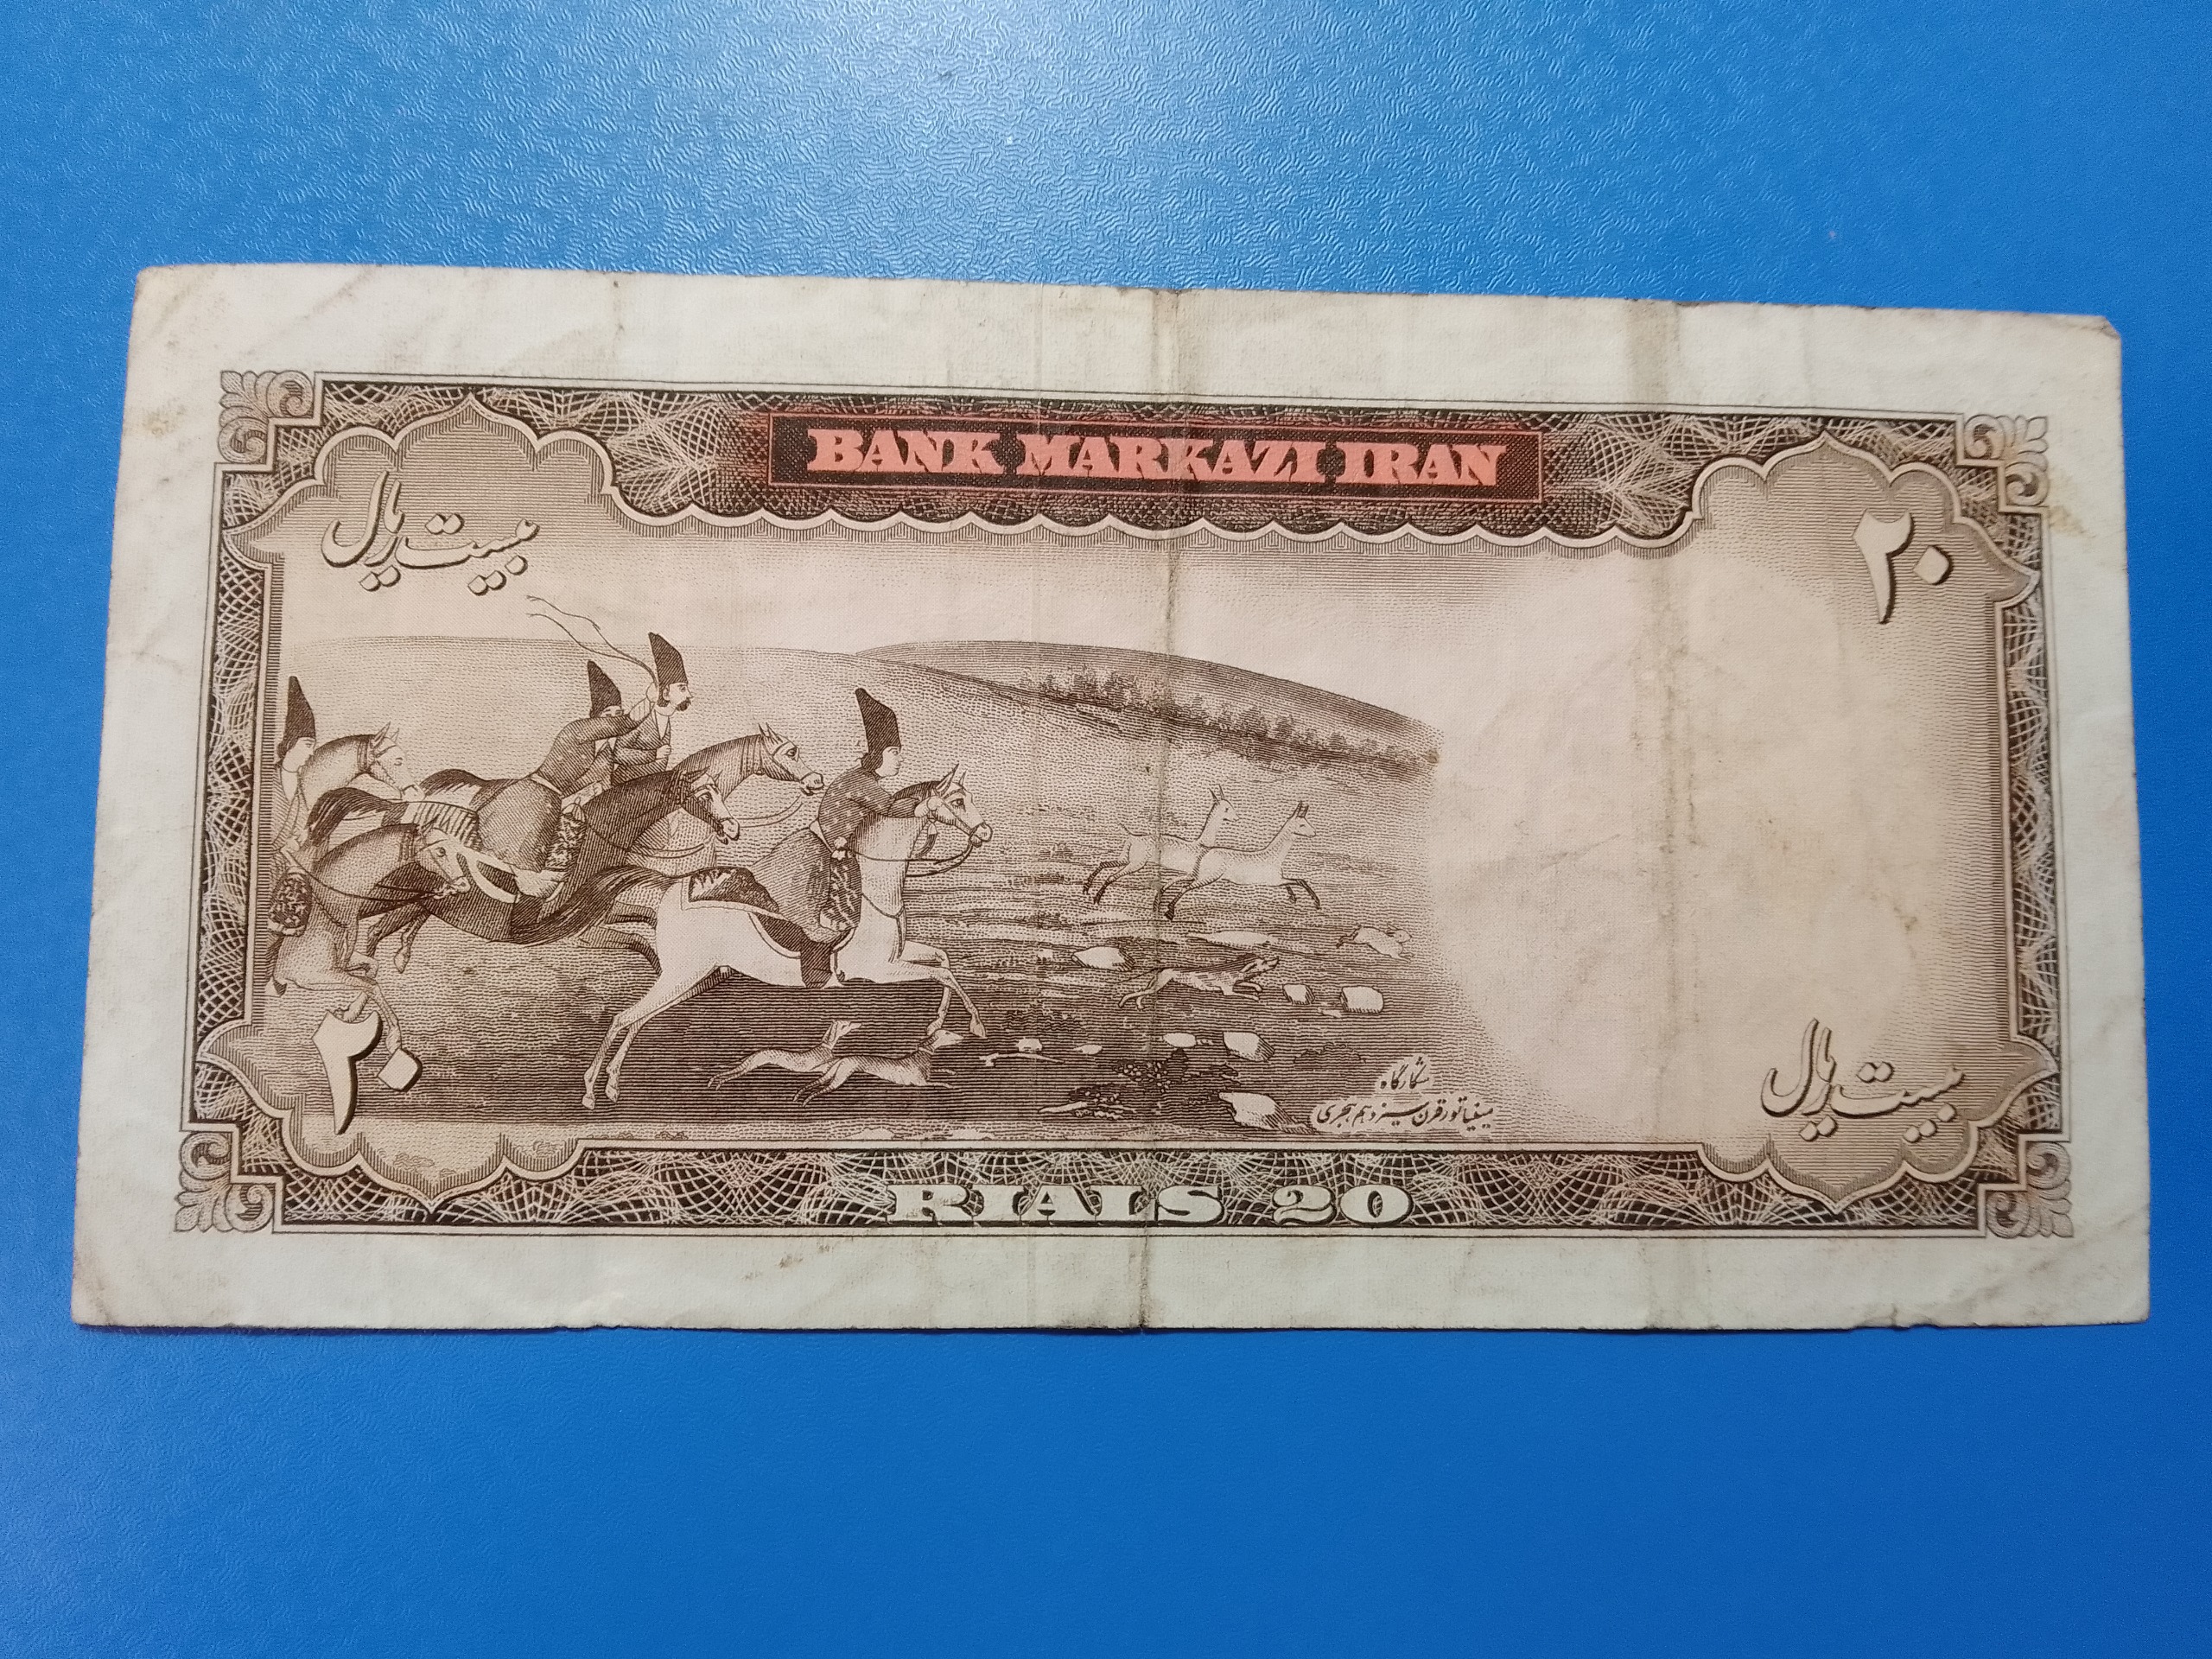 BANK MARKAZI IRAN
بیست ریال
۲۰
شکارگاه
مینیاتور قرن سیزدهم هجری
۲۰
بیست ریال
RIALS 20